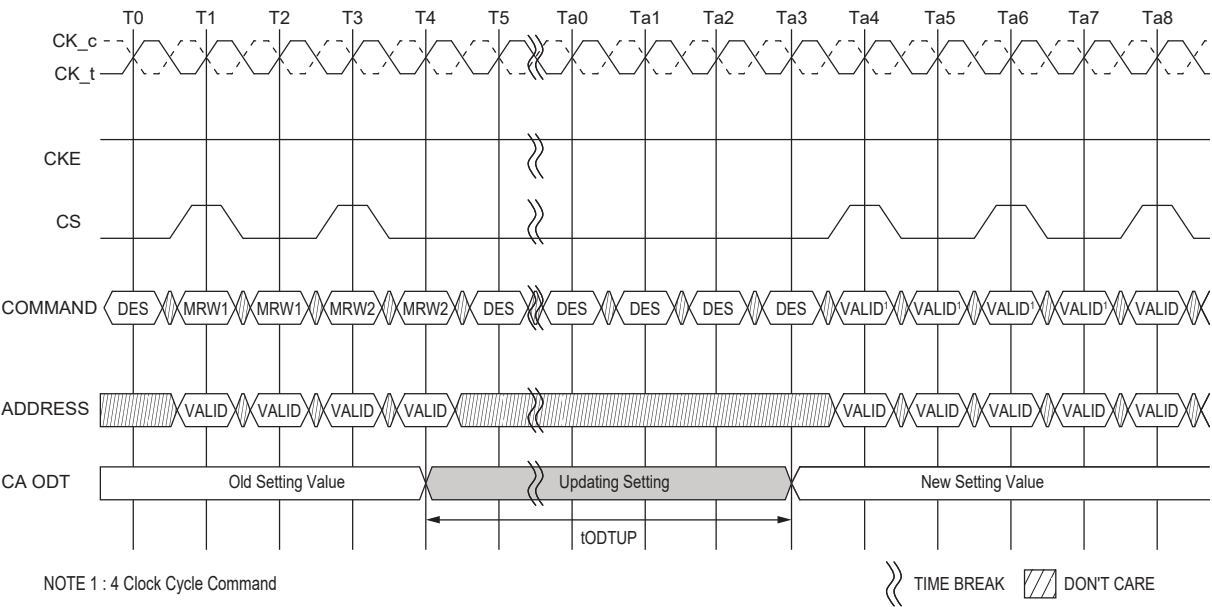 T0 T1 T2 T3 T4 T5 Ta0 Ta1 Ta2 Ta3 Ta4 Ta5 Ta6 Ta7 Ta8
CK_c
CK_t
CKE
CS
COMMAND DES MRW1 MRW1 MRW2 MRW2 DES DES DES DES DES VALID¹ VALID¹ VALID¹ VALID¹ VALID
ADDRESS VALID VALID VALID VALID VALID VALID VALID VALID VALID
CA ODT Old Setting Value Updating Setting New Setting Value
tODTUP
NOTE 1 : 4 Clock Cycle Command TIME BREAK DON'T CARE